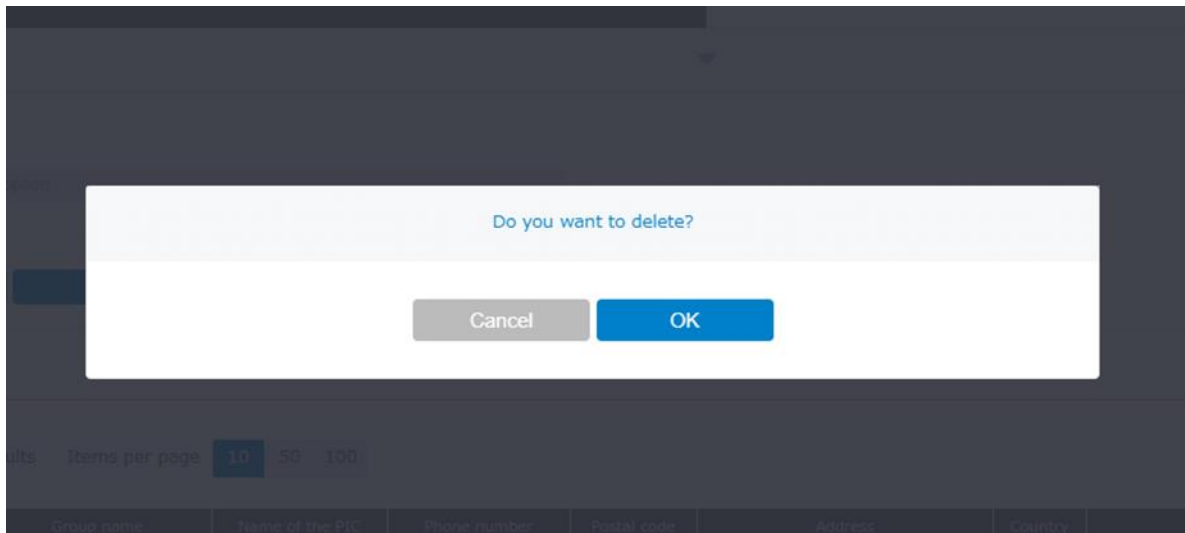 Do you want to delete?
Cancel OK
Items per page 10 50 100
Group name Name of the PIC Phone number Postal code Address Country